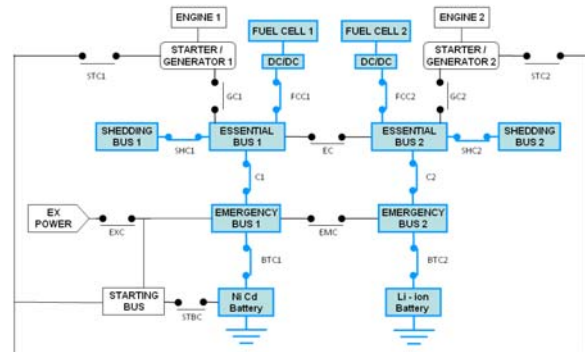 ENGINE 1
FUEL CELL 1
FUEL CELL 2
ENGINE 2
STARTER /
GENERATOR 1
DC/DC
DC/DC
STARTER /
GENERATOR 2
STC1
STC2
GC1
FCC1
FCC2
GC2
SHEDDING
BUS 1
ESSENTIAL
BUS 1
ESSENTIAL
BUS 2
SHEDDING
BUS 2
SHC1
EC
SHC2
C1
C2
EX
POWER
EMERGENCY
BUS 1
EMERGENCY
BUS 2
EXC
EMC
BTC1
BTC2
STARTING
BUS
STBC
Ni Cd
Battery
Li - Ion
Battery